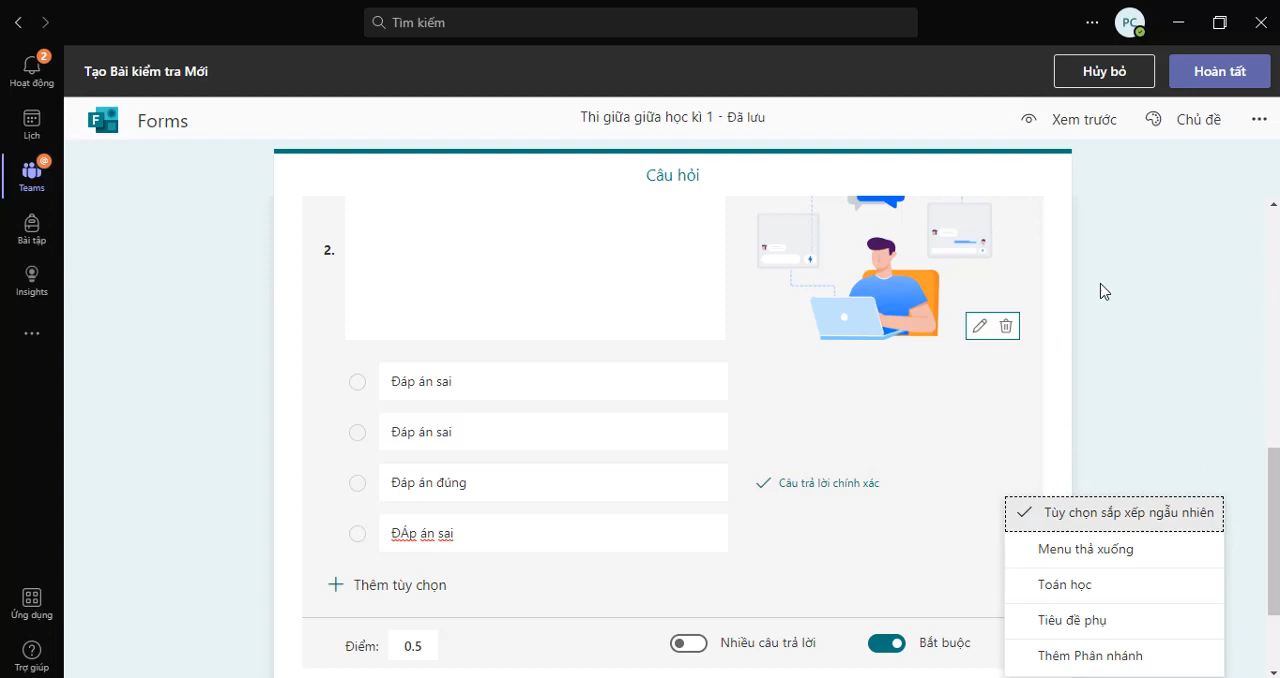 Tìm kiếm
PC
2
Hoạt động
Lịch
@
Teams
Bài tập
Insights
Ứng dụng
Trợ giúp
Tạo Bài kiểm tra Mới
Hủy bỏ
Hoàn tất
F
Forms
Thi giữa giữa học kì 1 - Đã lưu
Xem trước
Chủ đề
Câu hỏi
2.
Đáp án sai
Đáp án sai
Đáp án đúng
Câu trả lời chính xác
ĐẤp án sai
Thêm tùy chọn
Điểm:
0.5
Nhiều câu trả lời
Bắt buộc
Tùy chọn sắp xếp ngẫu nhiên
Menu thả xuống
Toán học
Tiêu đề phụ
Thêm Phân nhánh